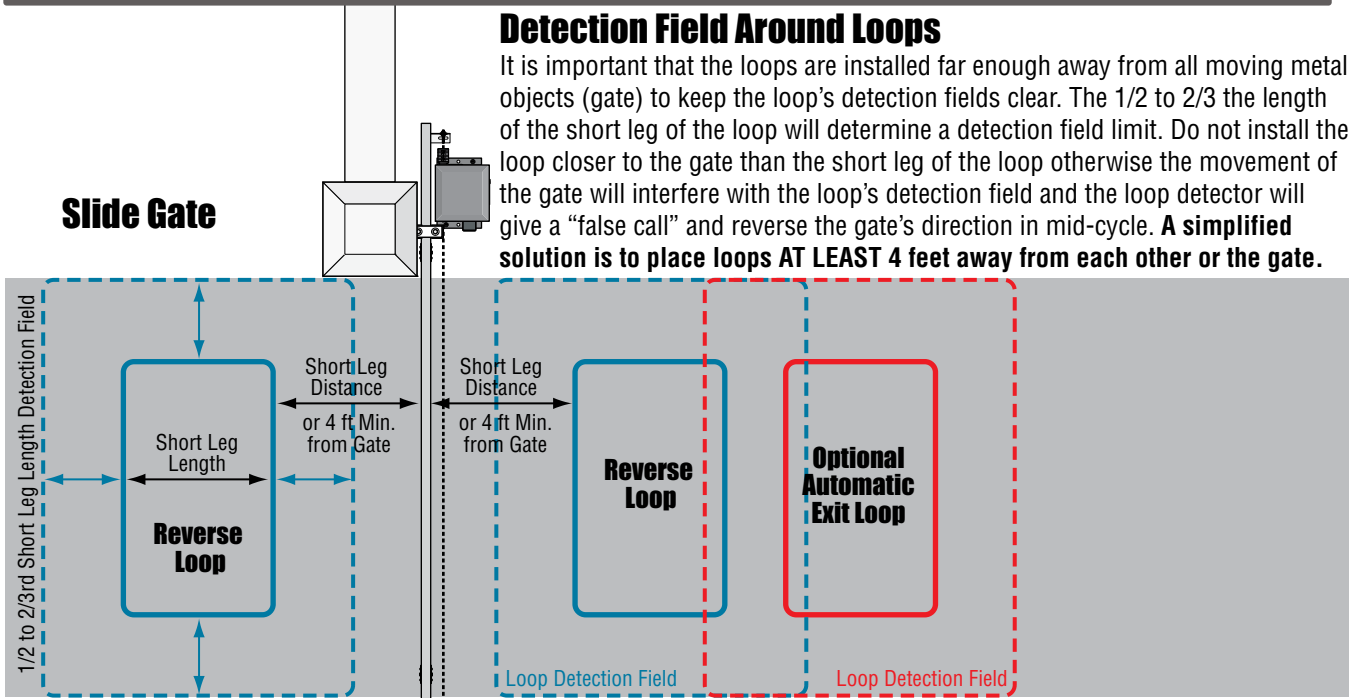 Detection Field Around Loops
It is important that the loops are installed far enough away from all moving metal
objects (gate) to keep the loop’s detection fields clear. The 1/2 to 2/3 the length
of the short leg of the loop will determine a detection field limit. Do not install the
loop closer to the gate than the short leg of the loop otherwise the movement of
the gate will interfere with the loop’s detection field and the loop detector will
give a “false call” and reverse the gate’s direction in mid-cycle. A simplified
solution is to place loops AT LEAST 4 feet away from each other or the gate.
Slide Gate
1/2 to 2/3rd Short Leg Length Detection Field
Short Leg
Length
Reverse
Loop
Short Leg
Distance
or 4 ft Min.
from Gate
Short Leg
Distance
or 4 ft Min.
from Gate
Reverse
Loop
Optional
Automatic
Exit Loop
Loop Detection Field
Loop Detection Field